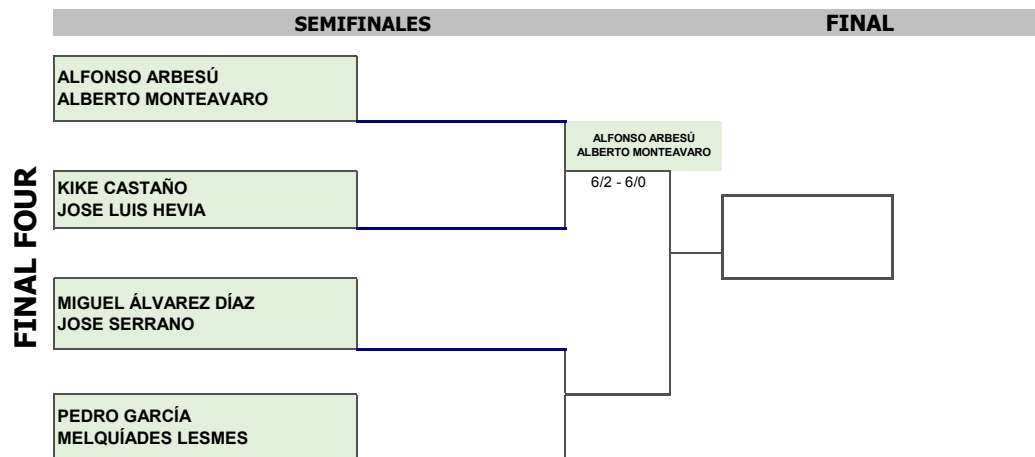 SEMIFINALES
FINAL
FINAL FOUR
ALFONSO ARBESÚ
ALBERTO MONTEAVARO
ALFONSO ARBESÚ
ALBERTO MONTEAVARO
6/2 - 6/0
KIKE CASTAÑO
JOSE LUIS HEVIA
MIGUEL ÁLVAREZ DÍAZ
JOSE SERRANO
PEDRO GARCÍA
MELQUÍADES LESMES